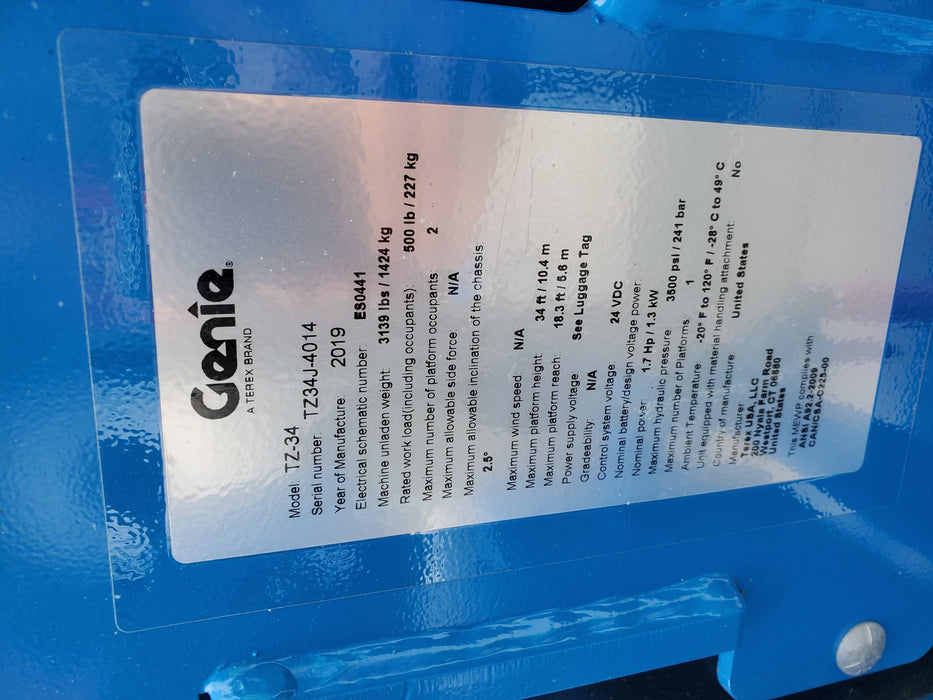 Genie®
A TEREX BRAND
Model TZ-34
Serial number: TZ34J-4014
Year of Manufacture 2019
Electrical schematic number: ES0441
Machine unladen weight: 3139 lbs / 1424 kg
Rated work load(including occupants): 500 lb / 227 kg
Maximum number of platform occupants 2
Maximum allowable side force: N/A
Maximum allowable inclination of the chassis:
2.5°
Maximum wind speed: N/A
Maximum platform height: 34 ft / 10.4 m
Maximum platform reach: 18.3 ft / 5.6 m
Power supply voltage See Luggage Tag
Gradeability: N/A
Control system voltage:
Nominal battery/design voltage power: 24 VDC
Nominal power: 1.7 Hp / 1.3 kW
Maximum hydraulic pressure 3500 psi / 241 bar
Maximum number of Platforms 1
Ambient Temperature: -20° F to 120° F / -28° C to 49° C
Unit equipped with material handling attachment: No
Country of manufacture: United States
Manufacturer:
Terex USA, LLC
200 Nyala Farm Road
Westport, CT 06880
United States
This MEWP complies with
ANSI A92.2-2009
CAN/CSA-C225-00